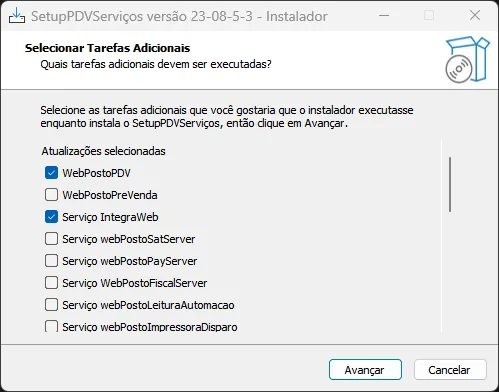 SetupPDVServiços versão 23-08-5-3 - Instalador
Selecionar Tarefas Adicionais
Quais tarefas adicionais devem ser executadas?
Selecione as tarefas adicionais que você gostaria que o instalador executasse
enquanto instala o SetupPDVServiços, então clique em Avançar.
Atualizações selecionadas
WebPostoPDV
WebPostoPreVenda
Serviço IntegraWeb
Serviço webPostoSatServer
Serviço webPostoPayServer
Serviço WebPostoFiscalServer
Serviço webPostoLeituraAutomacao
Serviço webPostoImpressoraDisparo
Avançar
Cancelar